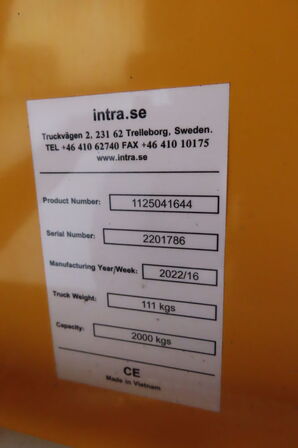 intra.se
Truckvägen 2, 231 62 Trelleborg, Sweden.
TEL +46 410 62740 FAX +46 410 10175
www.intra.se
Product Number: 1125041644
Serial Number: 2201786
Manufacturing Year/Week: 2022/16
Truck Weight: 111 kgs
Capacity: 2000 kgs
CE
Made in Vietnam